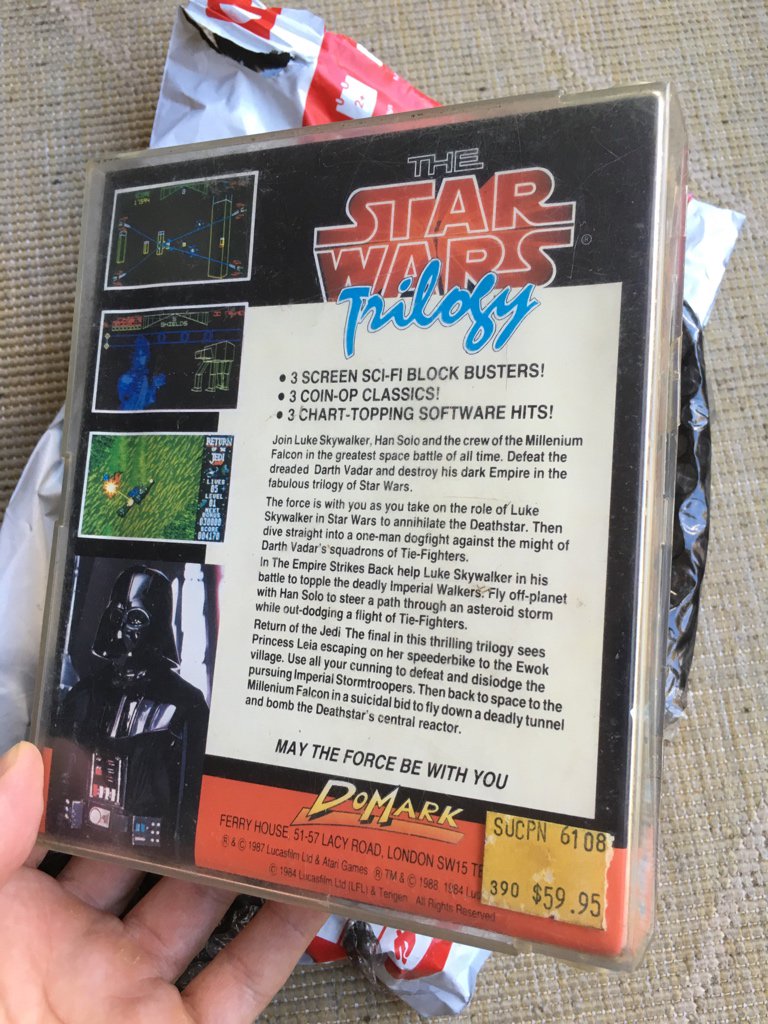 THE
STAR
WARS ®
Trilogy
SHIELDS
RETURN
OF THE
JEDI
LIVES
05
LEVEL
01
NEXT
BONUS
030000
SCORE
004170
• 3 SCREEN SCI-FI BLOCK BUSTERS!
• 3 COIN-OP CLASSICS!
• 3 CHART-TOPPING SOFTWARE HITS!
Join Luke Skywalker, Han Solo and the crew of the Millenium
Falcon in the greatest space battle of all time. Defeat the
dreaded Darth Vadar and destroy his dark Empire in the
fabulous trilogy of Star Wars.
The force is with you as you take on the role of Luke
Skywalker in Star Wars to annihilate the Deathstar. Then
dive straight into a one-man dogfight against the might of
Darth Vadar's squadrons of Tie-Fighters.
In The Empire Strikes Back help Luke Skywalker in his
battle to topple the deadly Imperial Walkers. Fly off-planet
with Han Solo to steer a path through an asteroid storm
while out-dodging a flight of Tie-Fighters.
Return of the Jedi The final in this thrilling trilogy sees
Princess Leia escaping on her speederbike to the Ewok
village. Use all your cunning to defeat and dislodge the
pursuing Imperial Stormtroopers. Then back to space to the
Millenium Falcon in a suicidal bid to fly down a deadly tunnel
and bomb the Deathstar's central reactor.
MAY THE FORCE BE WITH YOU
DOMARK
FERRY HOUSE, 51-57 LACY ROAD, LONDON SW15
® & © 1987 Lucasfilm Ltd & Atari Games ® TM & © 1988 1984
© 1984 Lucasfilm Ltd (LFL) & Tengen All Rights Reserved
SUCPN 6108
390 $59.95